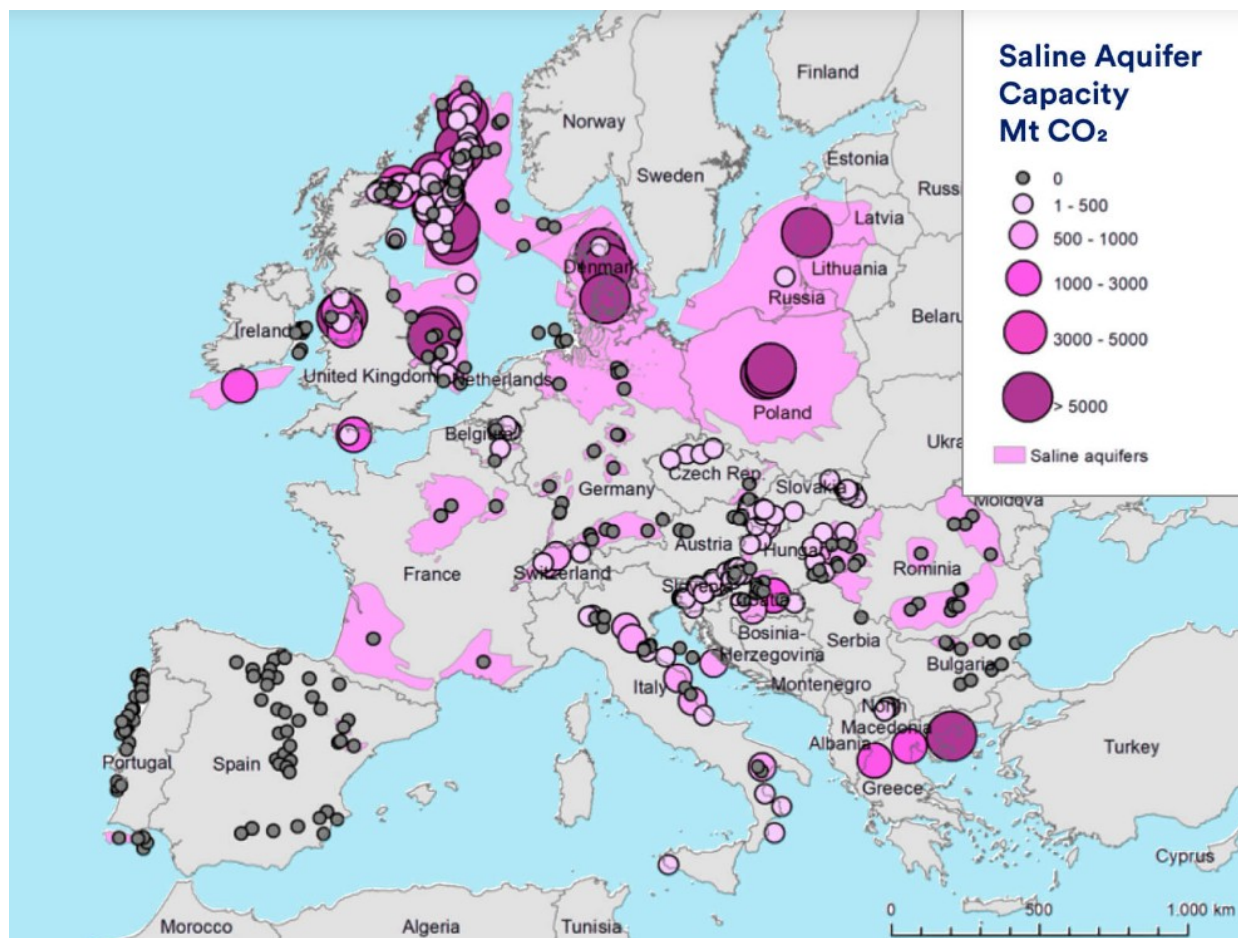 Saline Aquifer
Capacity
Mt CO₂
0
1 - 500
500 - 1000
1000 - 3000
3000 - 5000
> 5000
Saline aquifers
Finland
Norway
Sweden
Estonia
Russi
Latvia
Lithuania
Denmark
Russia
Belaru
Ireland
United Kingdom
Netherlands
Poland
Belgium
Ukra
Czech Rep.
Germany
Slovakia
Moldova
Austria
Hungar
France
Switzerland
Rominia
Slovenia
Croatia
Bosinia-
Herzegovina
Serbia
Bulgaria
Italy
Montenegro
North
Macedonia
Albania
Portugal
Spain
Turkey
Greece
Cyprus
0
500
1.000 km
Morocco
Algeria
Tunisia